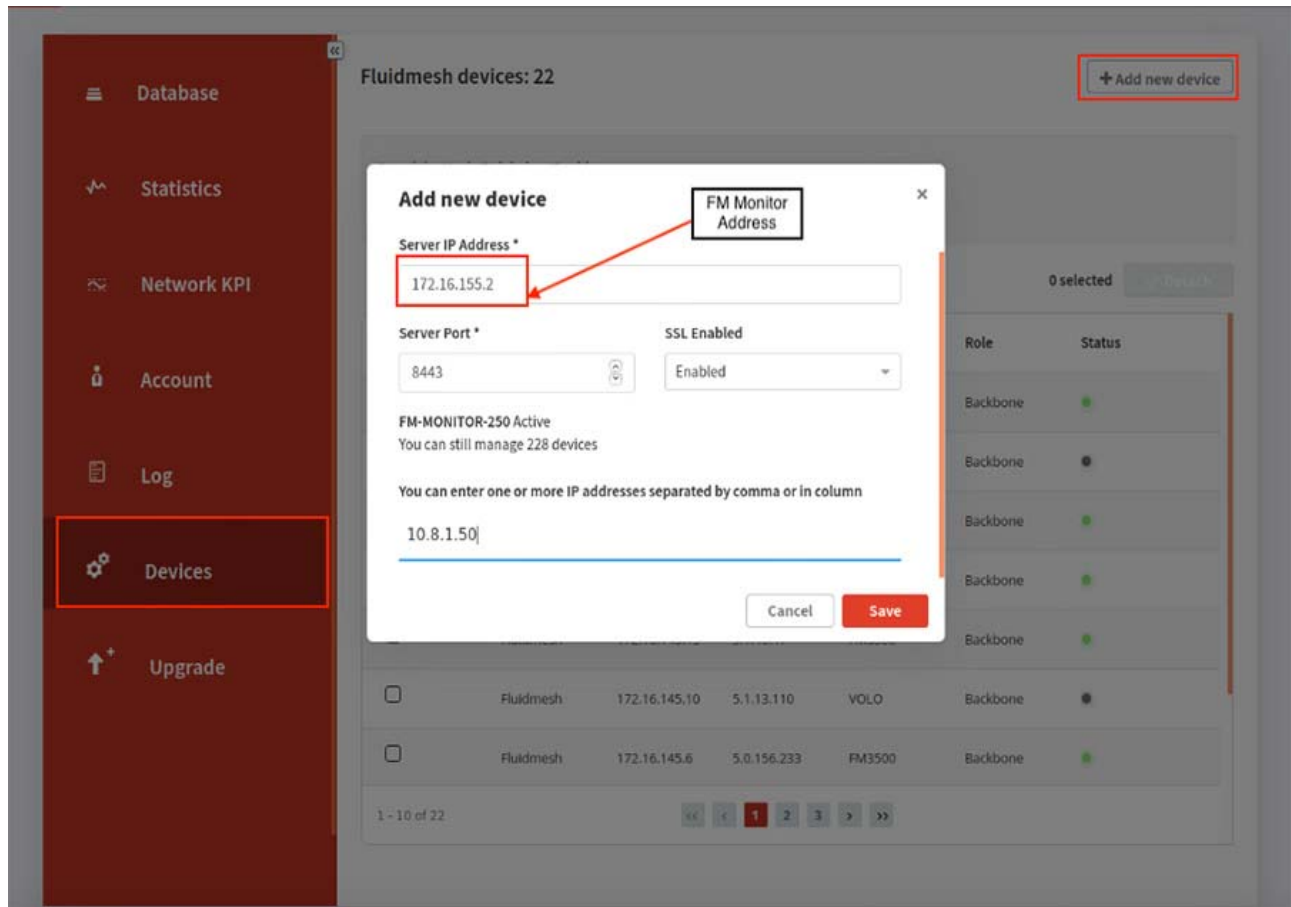 Database
Statistics
Network KPI
Account
Log
Devices
Upgrade
Fluidmesh devices: 22
+ Add new device
Add new device
FM Monitor
Address
Server IP Address *
172.16.155.2
Server Port *
SSL Enabled
8443
Enabled
FM-MONITOR-250 Active
You can still manage 228 devices
You can enter one or more IP addresses separated by comma or in column
10.8.1.50
Cancel
Save
0 selected
Detach
Role Status
Backbone
Backbone
Backbone
Backbone
Backbone
Fluidmesh 172.16.145.10 5.1.13.110 VOLO Backbone
Fluidmesh 172.16.145.6 5.0.156.233 FM3500 Backbone
1 - 10 of 22
1 2 3